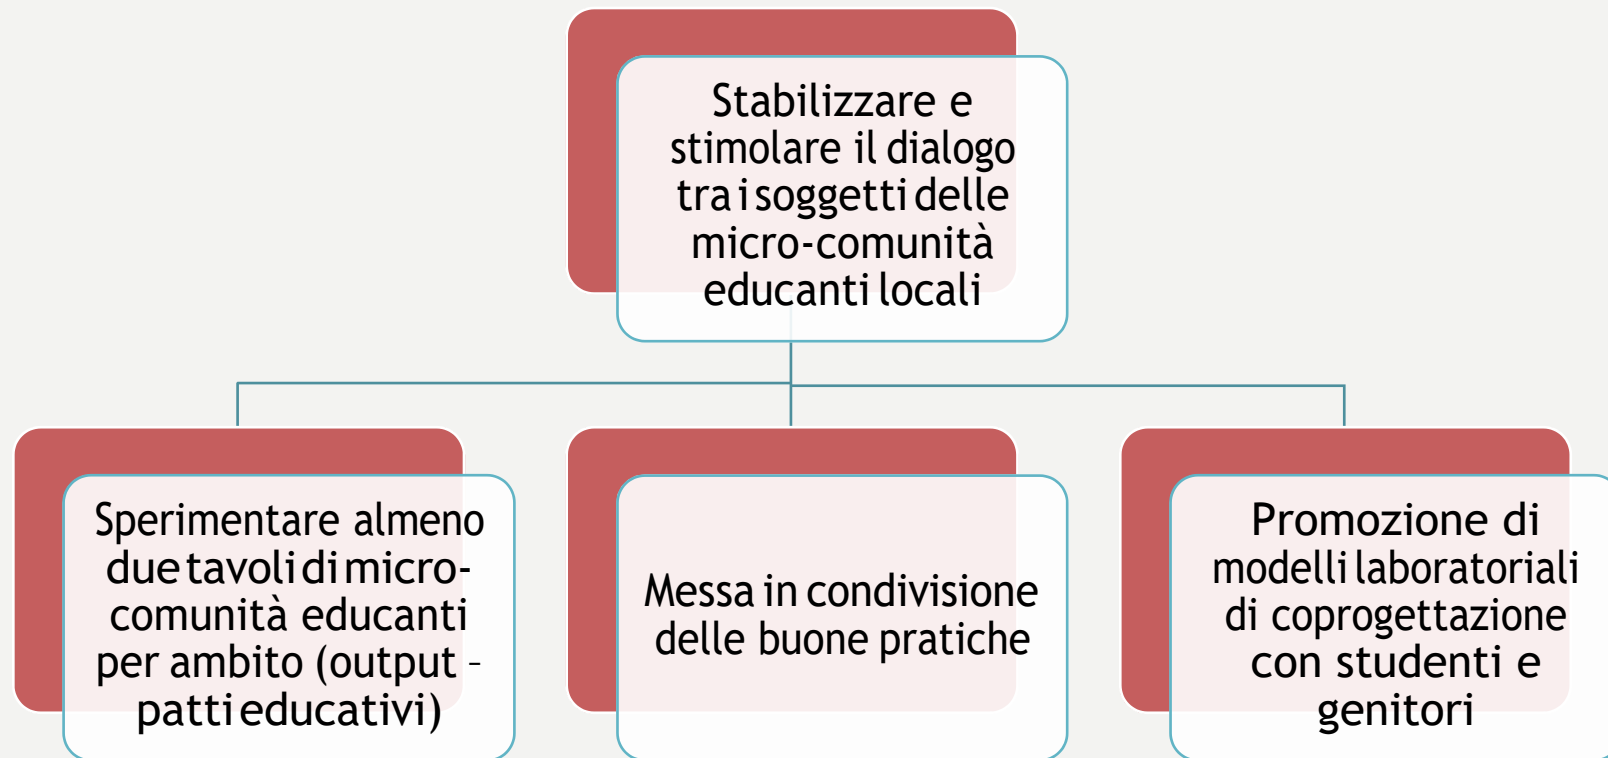 Stabilizzare e
stimolare il dialogo
tra i soggetti delle
micro-comunità
educanti locali
Sperimentare almeno
due tavoli di micro-
comunità educanti
per ambito (output –
patti educativi)
Messa in condivisione
delle buone pratiche
Promozione di
modelli laboratoriali
di coprogettazione
con studenti e
genitori